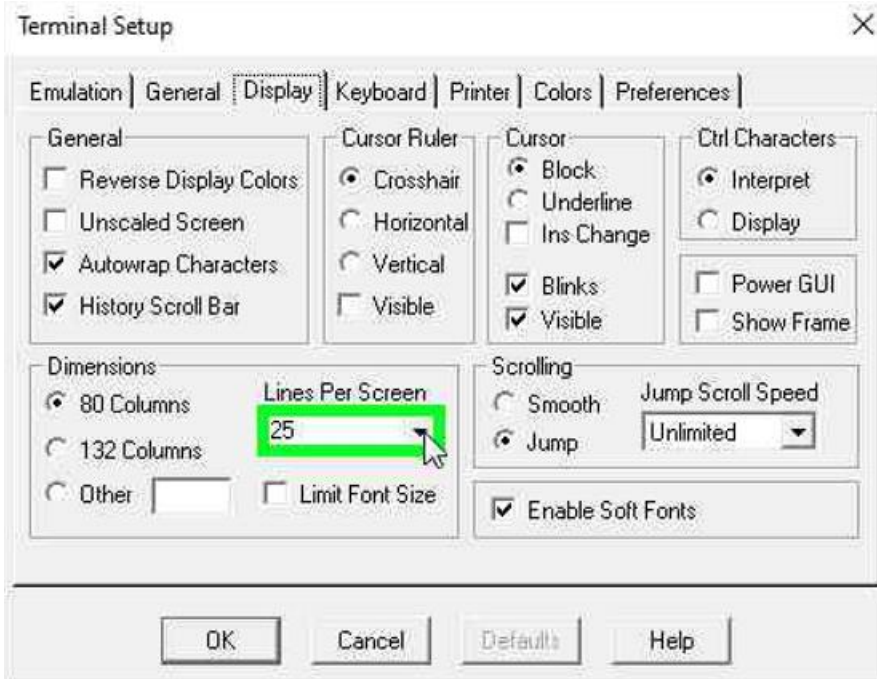 Terminal Setup
Emulation General Display Keyboard Printer Colors Preferences
General
Reverse Display Colors
Unscaled Screen
Autowrap Characters
History Scroll Bar
Cursor Ruler
Crosshair
Horizontal
Vertical
Visible
Cursor
Block
Underline
Ins Change
Blinks
Visible
Ctrl Characters
Interpret
Display
Power GUI
Show Frame
Dimensions
80 Columns
132 Columns
Other
Lines Per Screen
25
Limit Font Size
Scrolling
Smooth
Jump
Jump Scroll Speed
Unlimited
Enable Soft Fonts
OK Cancel Defaults Help